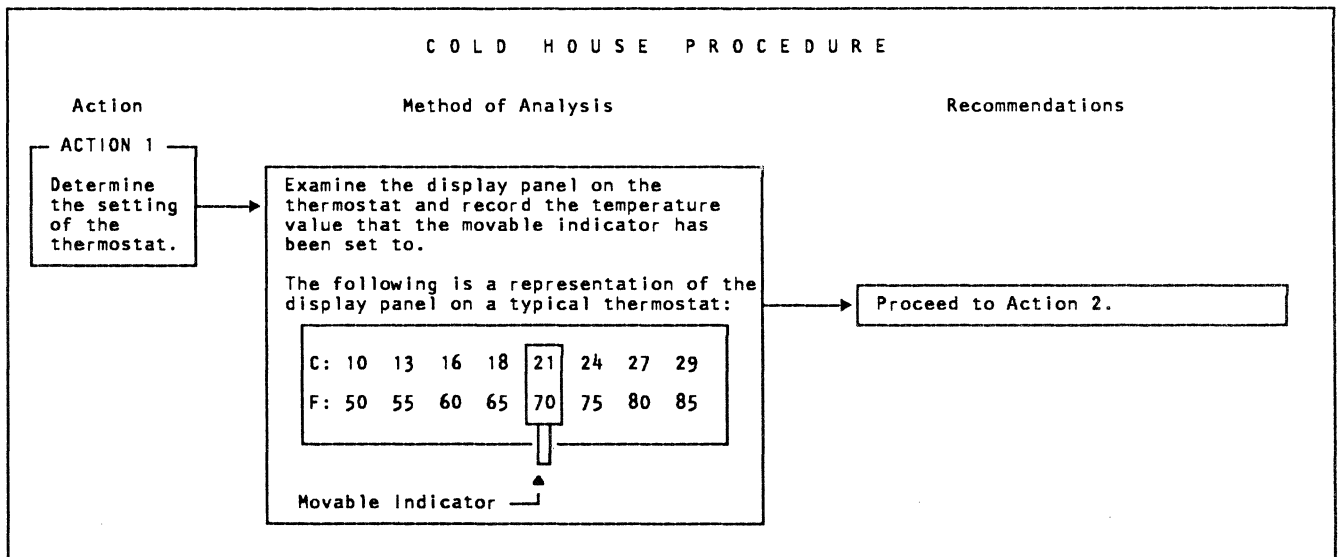 COLD HOUSE PROCEDURE
Action
Method of Analysis
Recommendations
ACTION 1
Determine
the setting
of the
thermostat.
Examine the display panel on the
thermostat and record the temperature
value that the movable indicator has
been set to.
The following is a representation of the
display panel on a typical thermostat:
C: 10 13 16 18 21 24 27 29
F: 50 55 60 65 70 75 80 85
Movable Indicator
Proceed to Action 2.